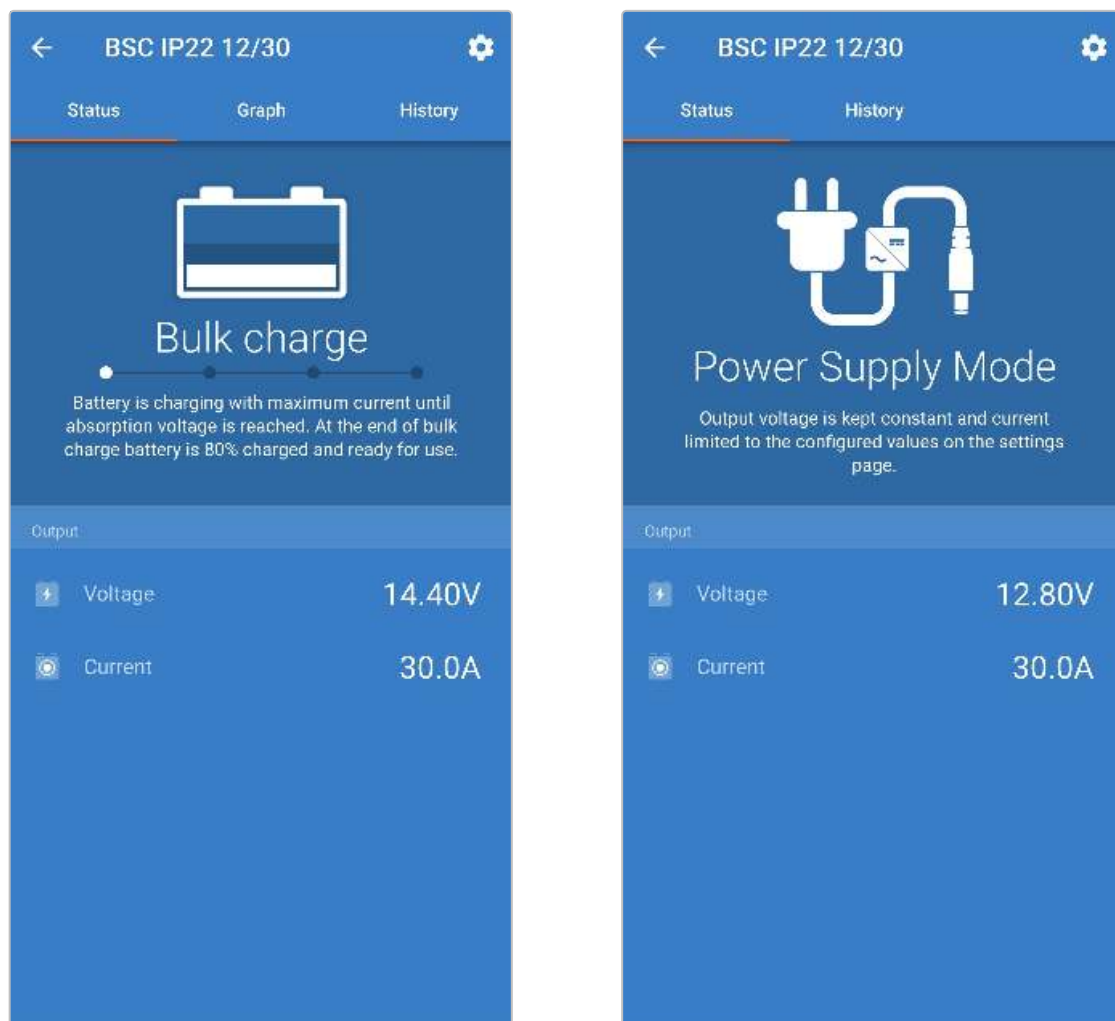 BSC IP22 12/30
Status Graph History
Bulk charge
Battery is charging with maximum current until
absorption voltage is reached. At the end of bulk
charge battery is 80% charged and ready for use.
Output
Voltage 14.40V
Current 30.0A
BSC IP22 12/30
Status History
Power Supply Mode
Output voltage is kept constant and current
limited to the configured values on the settings
page.
Output
Voltage 12.80V
Current 30.0A